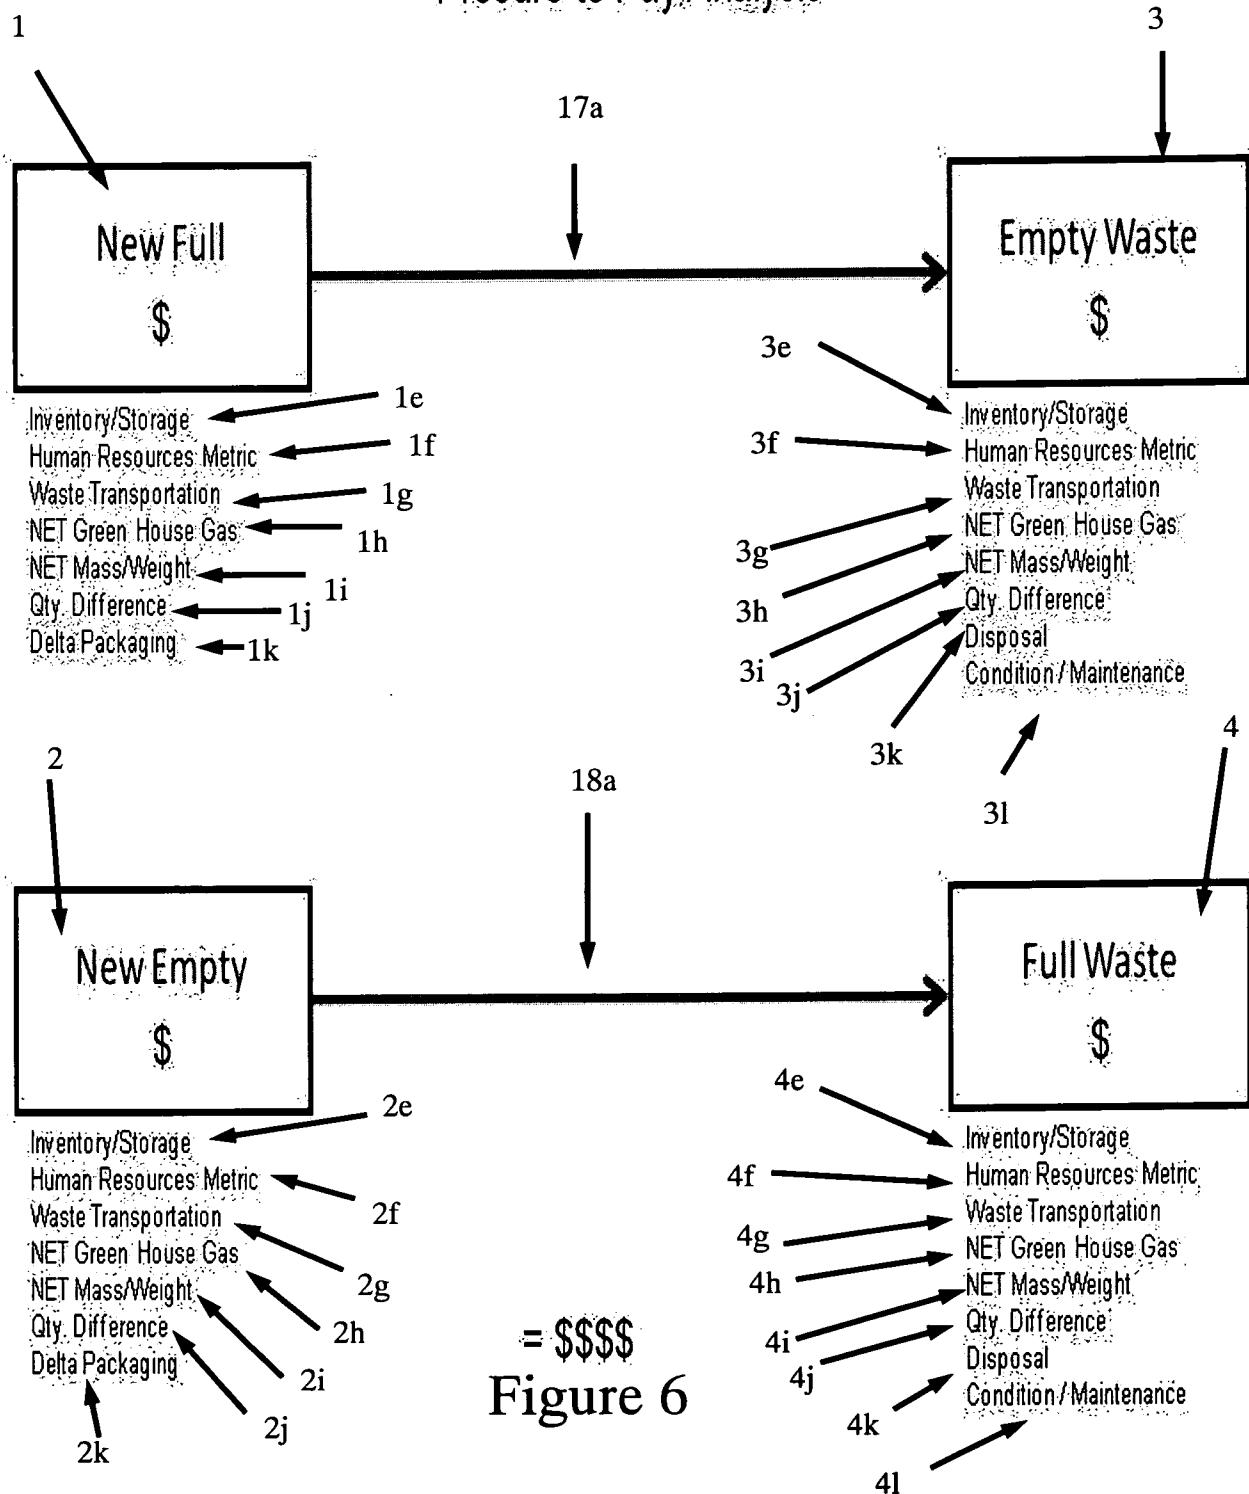 1
3
17a
New Full
$
Empty Waste
$
3e
1e
Inventory/Storage
Inventory/Storage
1f
Human Resources Metric
3f
Human Resources Metric
1g
Waste Transportation
Waste Transportation
NET Green House Gas
1h
3g
NET Green House Gas
NET Mass/Weight
1i
3h
NET Mass/Weight
Qty. Difference
1j
Qty. Difference
Delta Packaging
1k
3i
Disposal
3j
Condition / Maintenance
3k
3l
2
18a
4
New Empty
$
Full Waste
$
4e
2e
Inventory/Storage
Inventory/Storage
Human Resources Metric
4f
Human Resources Metric
2f
Waste Transportation
4g
Waste Transportation
NET Green House Gas
2g
4h
NET Green House Gas
NET Mass/Weight
NET Mass/Weight
Qty. Difference
2h
4i
Qty. Difference
Delta Packaging
2i
4j
Disposal
2j
4k
Condition / Maintenance
2k
4l
= $$$$
Figure 6